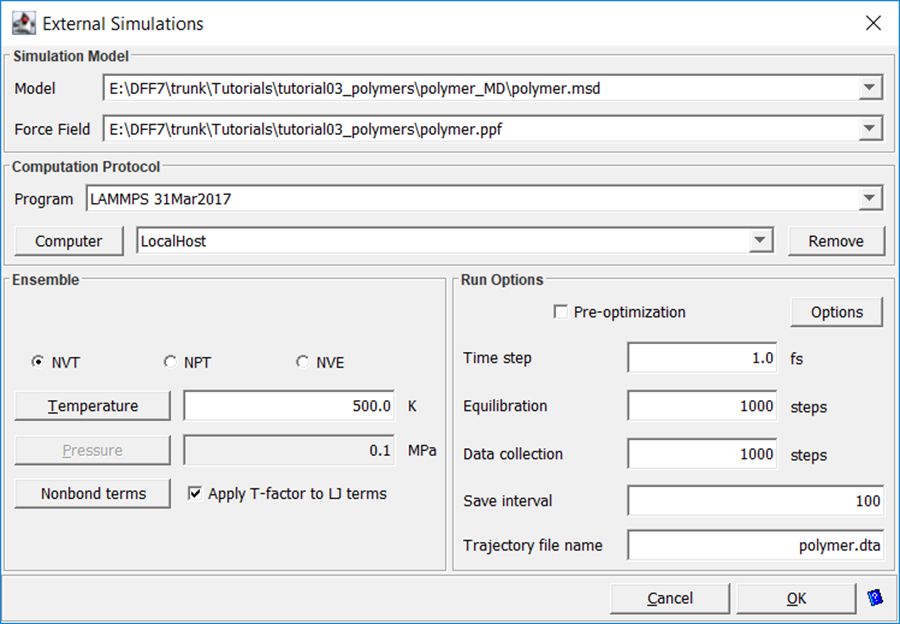 External Simulations
Simulation Model
Model E:\DFF7\trunk\Tutorials\tutorial03_polymers\polymer_MD\polymer.msd
Force Field E:\DFF7\trunk\Tutorials\tutorial03_polymers\polymer.ppf
Computation Protocol
Program LAMMPS 31Mar2017
Computer LocalHost Remove
Ensemble
NVT NPT NVE
Temperature 500.0 K
Pressure 0.1 MPa
Nonbond terms Apply T-factor to LJ terms
Run Options
Pre-optimization Options
Time step 1.0 fs
Equilibration 1000 steps
Data collection 1000 steps
Save interval 100
Trajectory file name polymer.dta
Cancel OK ?